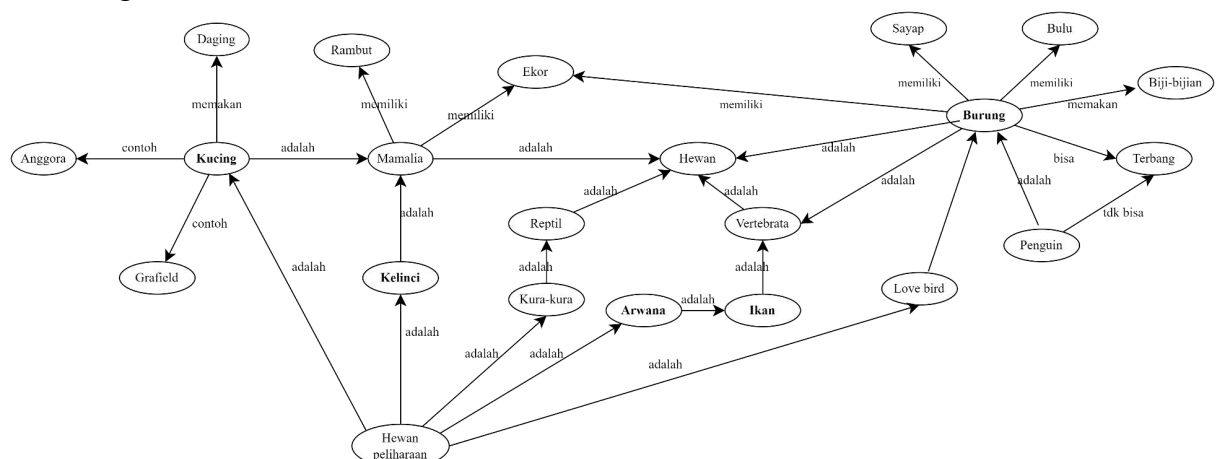 Daging
Rambut
Ekor
Sayap
Bulu
Biji-bijian
memakan
memiliki
memiliki
memiliki
memiliki
memiliki
memakan
Burung
Anggora
contoh
Kucing
adalah
Mamalia
adalah
Hewan
adalah
bisa
Terbang
contoh
adalah
adalah
adalah
adalah
adalah
tdk bisa
Reptil
Vertebrata
Penguin
Grafield
adalah
Kelinci
adalah
adalah
Kura-kura
Arwana
adalah
Ikan
Love bird
adalah
adalah
adalah
adalah
Hewan
peliharaan